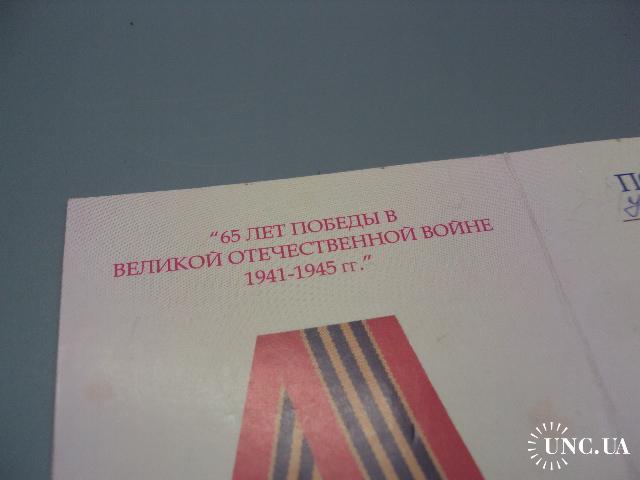 “65 ЛЕТ ПОБЕДЫ В
ВЕЛИКОЙ ОТЕЧЕСТВЕННОЙ ВОЙНЕ
1941-1945 гг.”
UNC.UA